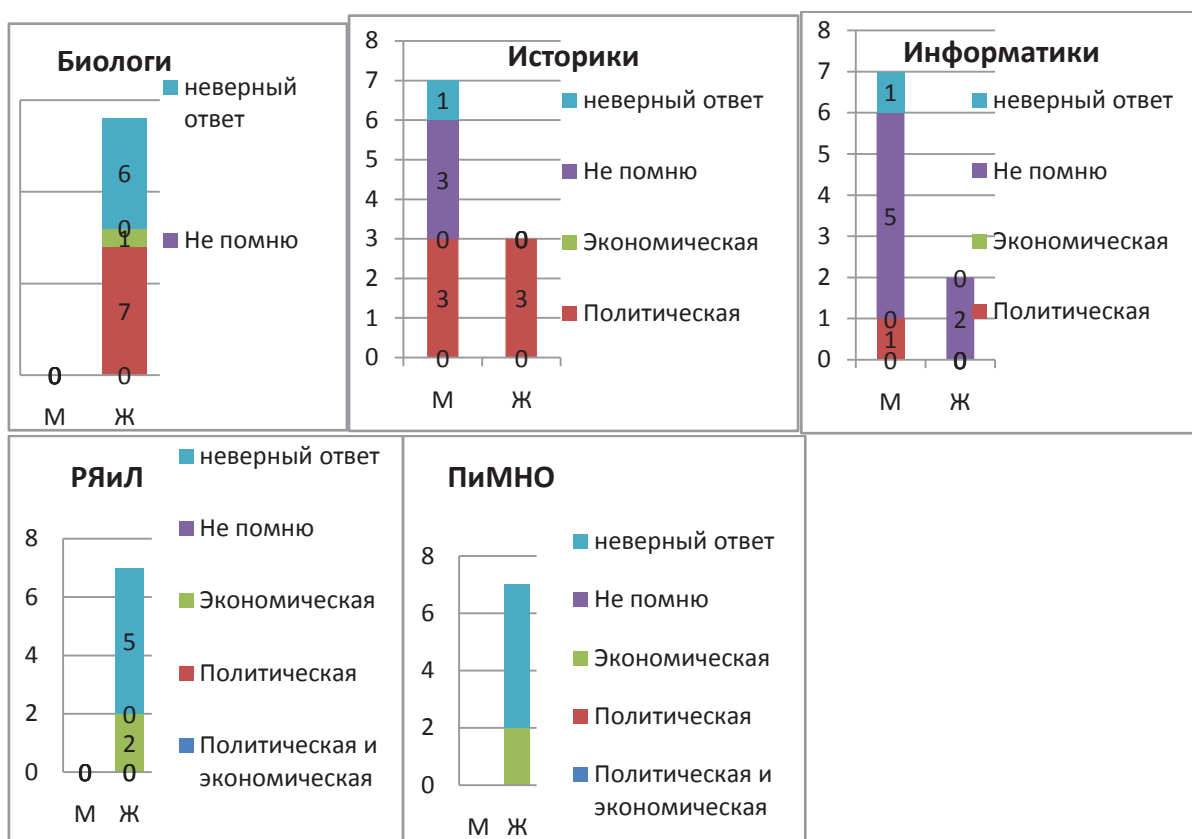 Биологи
неверный
ответ
Не помню
6
0
1
7
0
0
М Ж
Историки
8
7
6
5
4
3
2
1
0
1
3
0
3
0
0
3
0
М Ж
неверный ответ
Не помню
Экономическая
Политическая
Информатики
8
7
6
5
4
3
2
1
0
1
5
0
1
0
0
2
0
М Ж
неверный ответ
Не помню
Экономическая
Политическая
РЯиЛ
8
6
4
2
0
5
0
2
0
0
М Ж
неверный ответ
Не помню
Экономическая
Политическая
Политическая и
экономическая
ПиМНО
8
6
4
2
0
М Ж
неверный ответ
Не помню
Экономическая
Политическая
Политическая и
экономическая